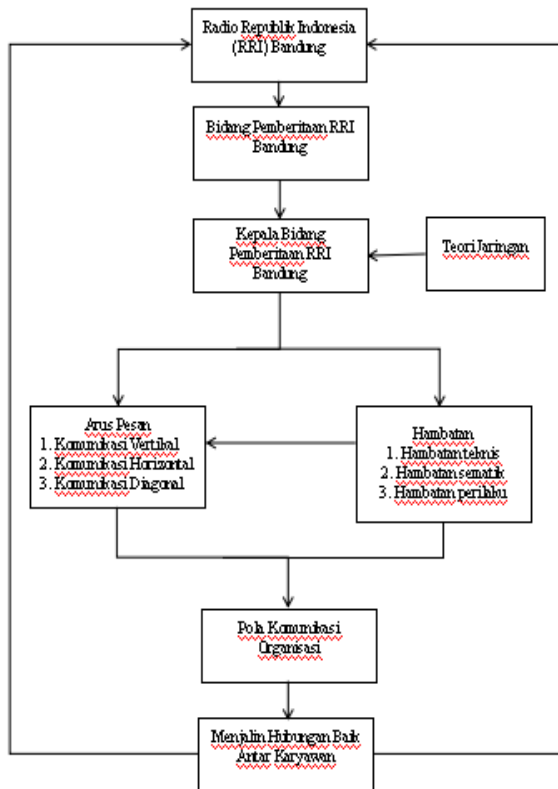 Radio Republik Indonesia
(RRI) Bandung
Bidang Pemberitaan RRI
Bandung
Kepala Bidang
Pemberitaan RRI
Bandung
Teori Jaringan
Arus Pesan
1. Komunikasi Vertikal
2. Komunikasi Horizontal
3. Komunikasi Diagonal
Hambatan
1. Hambatan teknis
2. Hambatan sematik
3. Hambatan perilaku
Pola Komunikasi
Organisasi
Menjalin Hubungan Baik
Antar Karyawan